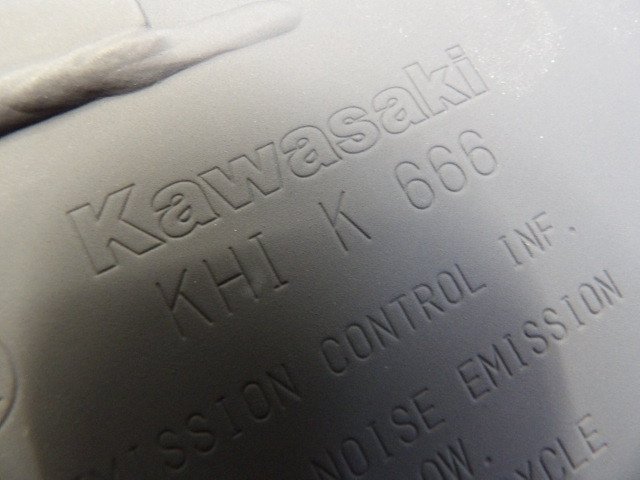 Kawasaki
KHI K 666
EMISSION CONTROL INF.
NOISE EMISSION